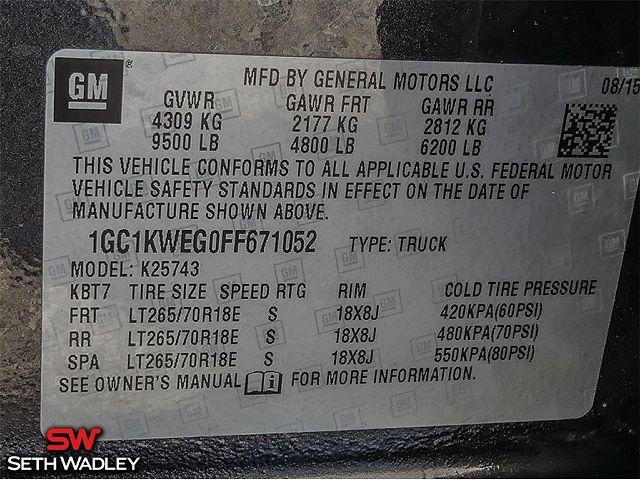 GM ® MFD BY GENERAL MOTORS LLC 08/15
GVWR GAWR FRT GAWR RR
4309 KG 2177 KG 2812 KG
9500 LB 4800 LB 6200 LB
THIS VEHICLE CONFORMS TO ALL APPLICABLE U.S. FEDERAL MOTOR
VEHICLE SAFETY STANDARDS IN EFFECT ON THE DATE OF
MANUFACTURE SHOWN ABOVE.
1GC1KWEG0FF671052 TYPE: TRUCK
MODEL: K25743
KBT7 TIRE SIZE SPEED RTG RIM COLD TIRE PRESSURE
FRT LT265/70R18E S 18X8J 420KPA(60PSI)
RR LT265/70R18E S 18X8J 480KPA(70PSI)
SPA LT265/70R18E S 18X8J 550KPA(80PSI)
SEE OWNER'S MANUAL i FOR MORE INFORMATION.
SW
SETH WADLEY